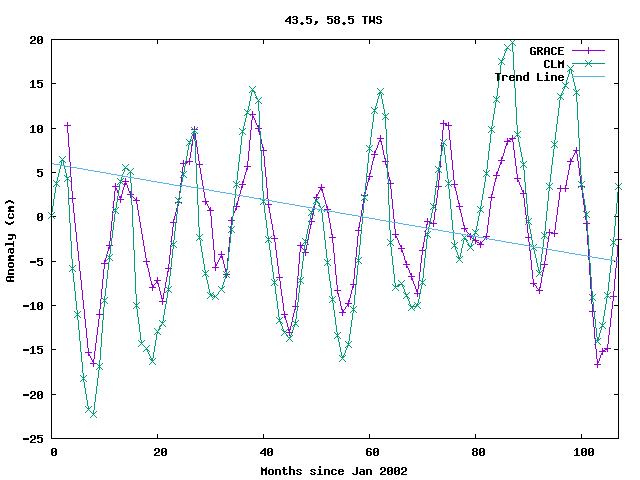 43.5, 58.5 TWS
GRACE
CLM
Trend Line
20
15
10
5
0
-5
-10
-15
-20
-25
Anomaly (cm)
0 20 40 60 80 100
Months since Jan 2002